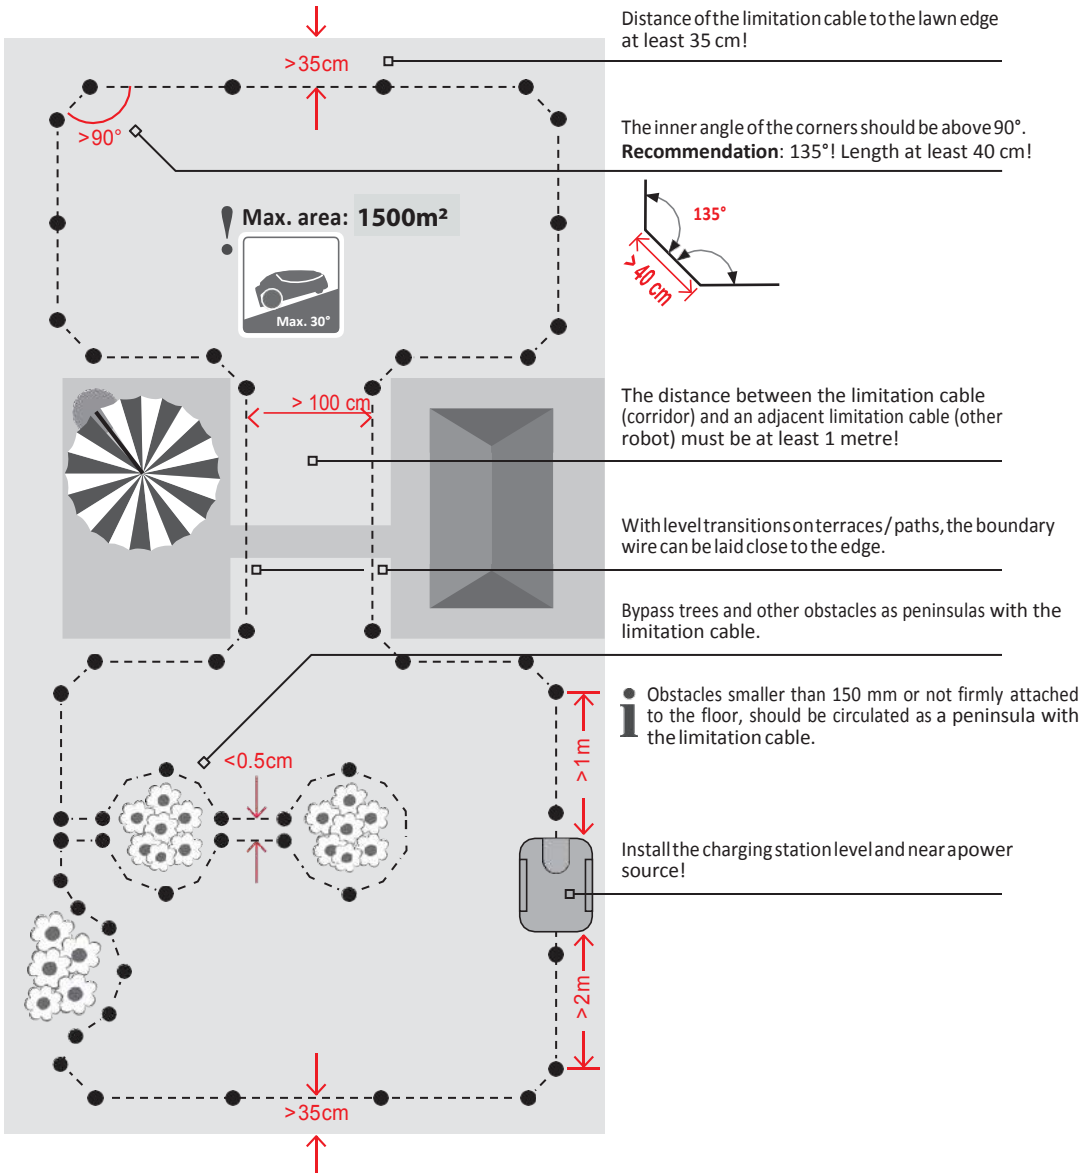 Distance of the limitation cable to the lawn edge
at least 35 cm!
>35cm
>90°
The inner angle of the corners should be above 90°.
Recommendation: 135°! Length at least 40 cm!
135°
> 40 cm
! Max. area: 1500m²
Max. 30°
The distance between the limitation cable
(corridor) and an adjacent limitation cable (other
robot) must be at least 1 metre!
> 100 cm
With level transitions on terraces / paths, the boundary
wire can be laid close to the edge.
Bypass trees and other obstacles as peninsulas with the
limitation cable.
i Obstacles smaller than 150 mm or not firmly attached
to the floor, should be circulated as a peninsula with
the limitation cable.
<0.5cm
>1m
Install the charging station level and near a power
source!
>2m
>35cm